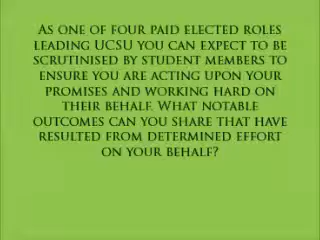 As one of four paid elected roles
leading UCSU you can expect to be
scrutinised by student members to
ensure you are acting upon your
promises and working hard on
their behalf. What notable
outcomes can you share that have
resulted from determined effort
on your behalf?